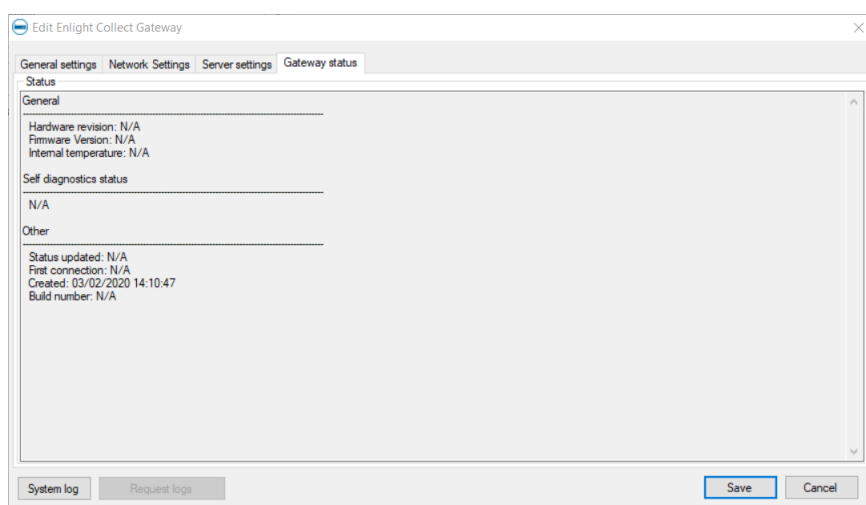 Edit Enlight Collect Gateway
General settings Network Settings Server settings Gateway status
Status
General
Hardware revision: N/A
Firmware Version: N/A
Internal temperature: N/A
Self diagnostics status
N/A
Other
Status updated: N/A
First connection: N/A
Created: 03/02/2020 14:10:47
Build number: N/A
System log Request logs Save Cancel